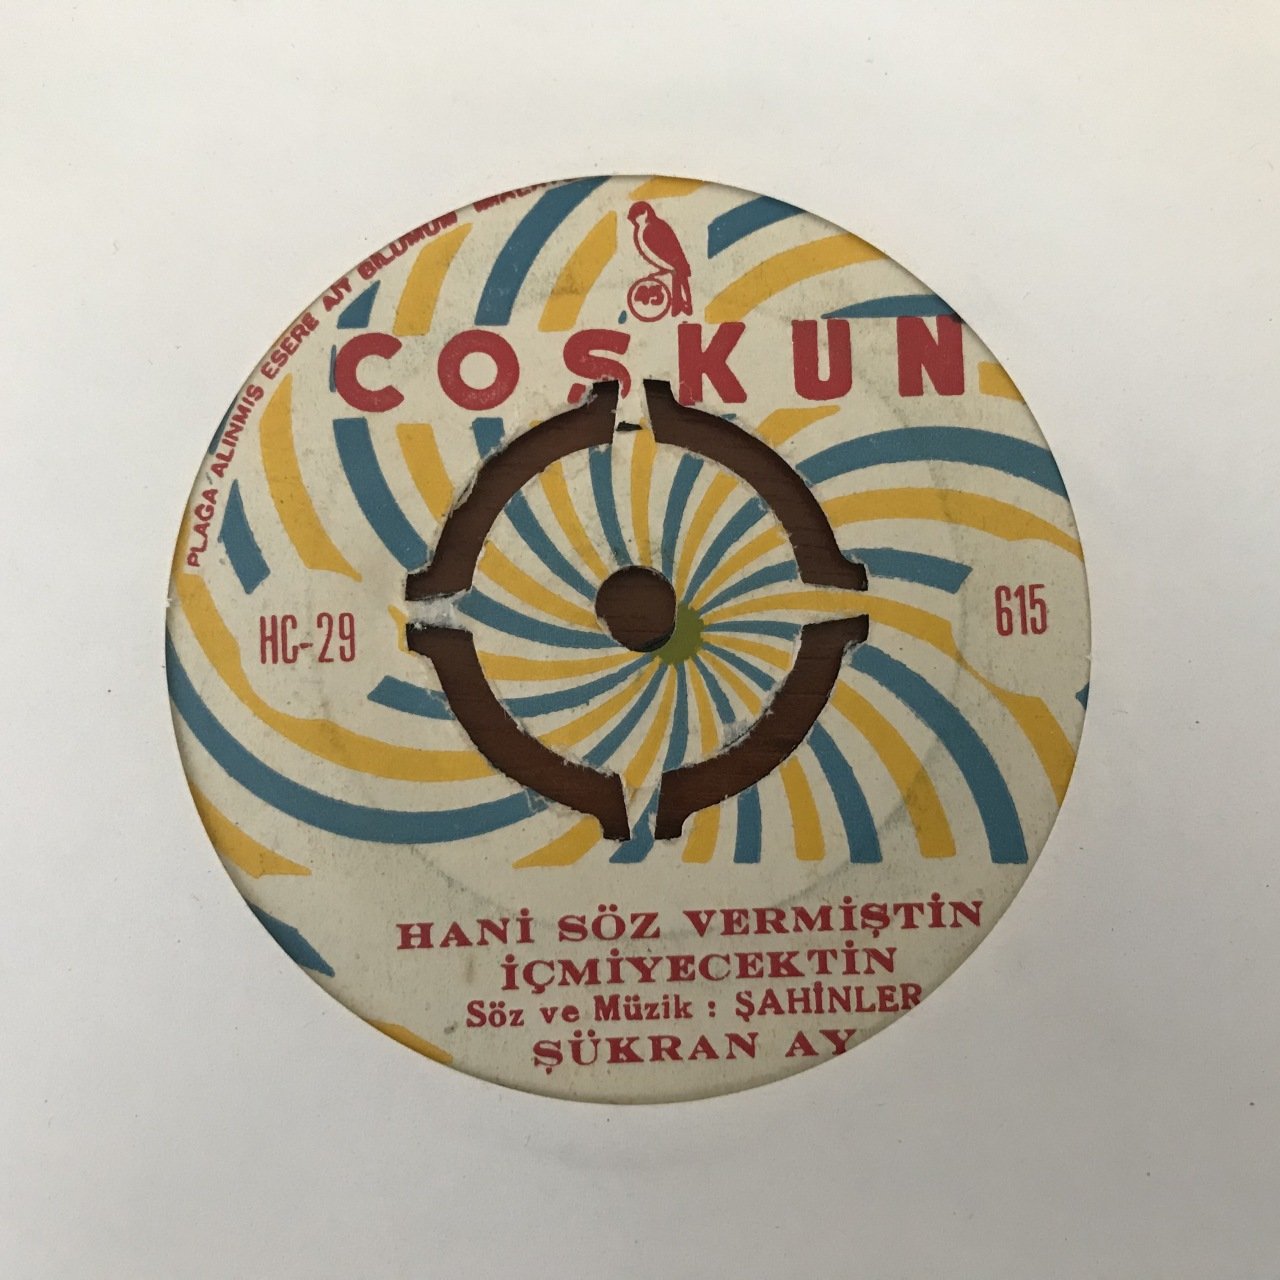 PLAĞA ALINMIŞ ESERE AİT BİLUMUM
45
COŞKUN
HC-29
615
HANİ SÖZ VERMİŞTİN
İÇMİYECEKTİN
Söz ve Müzik : ŞAHİNLER
ŞÜKRAN AY